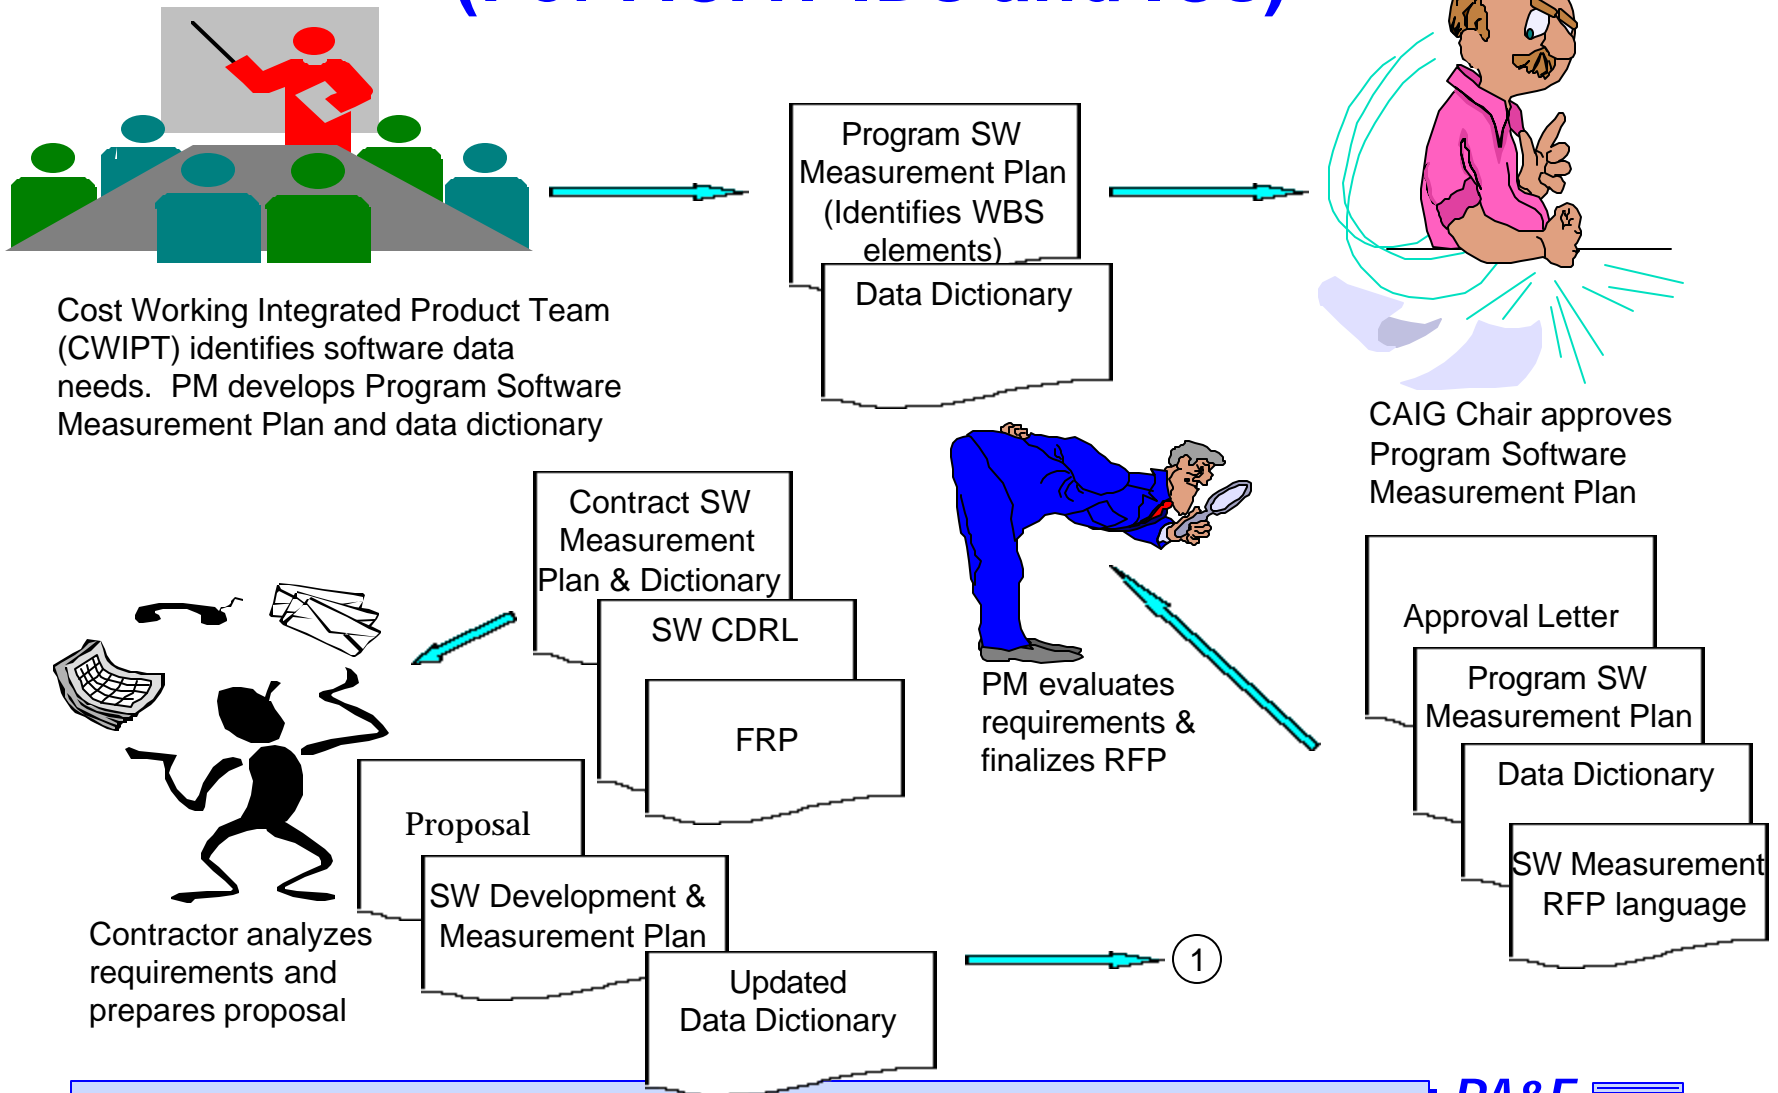 Program SW
Measurement Plan
(Identifies WBS
elements)
Data Dictionary
Cost Working Integrated Product Team
(CWIPT) identifies software data
needs.  PM develops Program Software
Measurement Plan and data dictionary
CAIG Chair approves
Program Software
Measurement Plan
Approval Letter
Program SW
Measurement Plan
Data Dictionary
SW Measurement
RFP language
PM evaluates
requirements &
finalizes RFP
Contract SW
Measurement
Plan & Dictionary
SW CDRL
FRP
Contractor analyzes
requirements and
prepares proposal
Proposal
SW Development &
Measurement Plan
Updated
Data Dictionary
1
PA&E